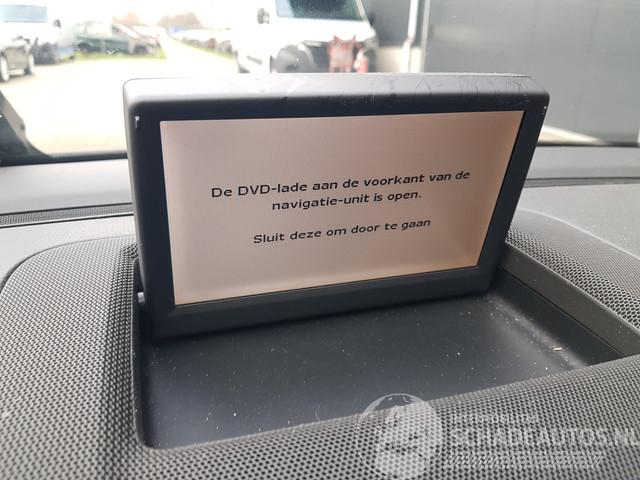 De DVD-lade aan de voorkant van de
navigatie-unit is open.
Sluit deze om door te gaan
SCHADEAUTOS.NL